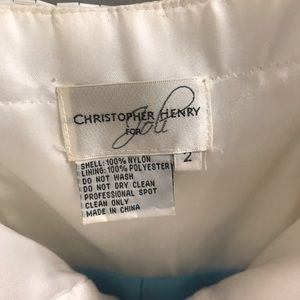 CHRISTOPHER HENRY
FOR Joli
2
SHELL: 100% NYLON
LINING: 100% POLYESTER
DO NOT WASH
DO NOT DRY CLEAN
PROFESSIONAL SPOT
CLEAN ONLY
MADE IN CHINA